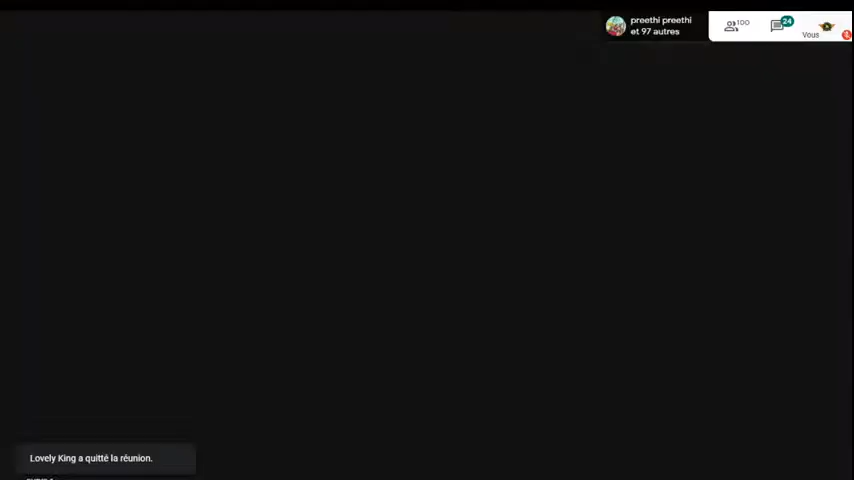 preethi preethi
et 97 autres
100
24
Vous
Lovely King a quitté la réunion.